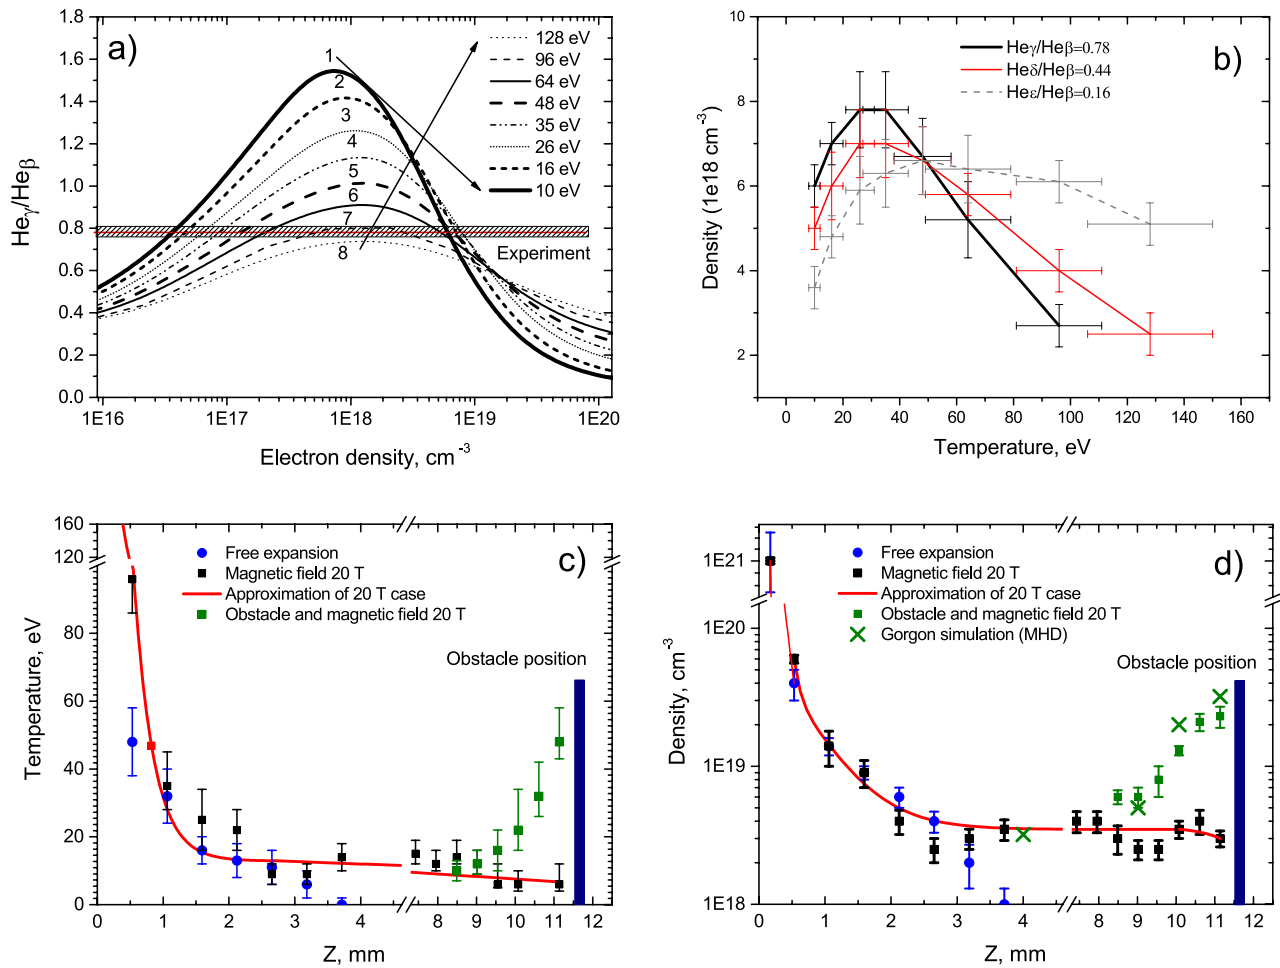 a)
Heγ/Heβ
1.8
1.6
1.4
1.2
1.0
0.8
0.6
0.4
0.2
0.0
1E16
1E17
1E18
1E19
1E20
Electron density, cm⁻³
1
2
3
4
5
6
7
8
128 eV
96 eV
64 eV
48 eV
35 eV
26 eV
16 eV
10 eV
Experiment
b)
Density (1e18 cm⁻³)
10
8
6
4
2
0
20
40
60
80
100
120
140
160
Temperature, eV
Heγ/Heβ=0.78
Heδ/Heβ=0.44
Heε/Heβ=0.16
c)
Temperature, eV
160
120
80
60
40
20
0
0
1
2
3
4
8
9
10
11
12
Z, mm
Free expansion
Magnetic field 20 T
Approximation of 20 T case
Obstacle and magnetic field 20 T
Obstacle position
d)
Density, cm⁻³
1E21
1E20
1E19
1E18
0
1
2
3
4
8
9
10
11
12
Z, mm
Free expansion
Magnetic field 20 T
Approximation of 20 T case
Obstacle and magnetic field 20 T
Gorgon simulation (MHD)
Obstacle position